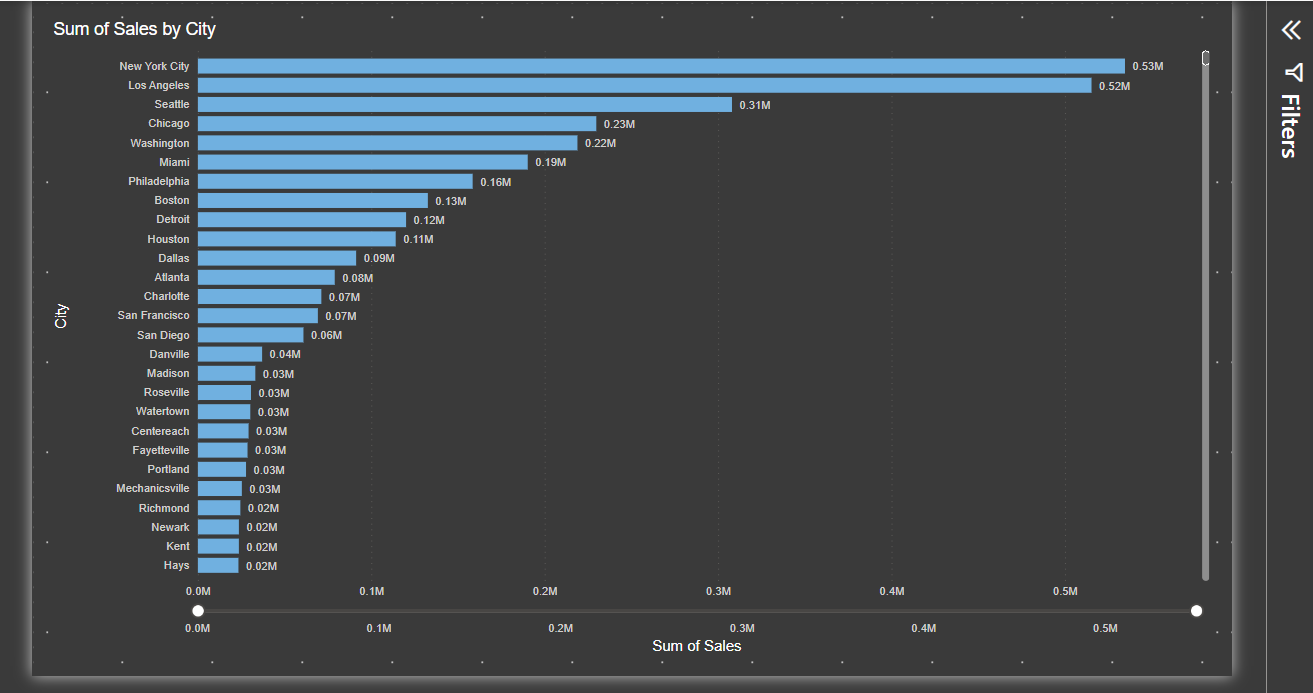 Sum of Sales by City
Filters
City
New York City 0.53M
Los Angeles 0.52M
Seattle 0.31M
Chicago 0.23M
Washington 0.22M
Miami 0.19M
Philadelphia 0.16M
Boston 0.13M
Detroit 0.12M
Houston 0.11M
Dallas 0.09M
Atlanta 0.08M
Charlotte 0.07M
San Francisco 0.07M
San Diego 0.06M
Danville 0.04M
Madison 0.03M
Roseville 0.03M
Watertown 0.03M
Centereach 0.03M
Fayetteville 0.03M
Portland 0.03M
Mechanicsville 0.03M
Richmond 0.02M
Newark 0.02M
Kent 0.02M
Hays 0.02M
0.0M 0.1M 0.2M 0.3M 0.4M 0.5M
0.0M 0.1M 0.2M 0.3M 0.4M 0.5M
Sum of Sales